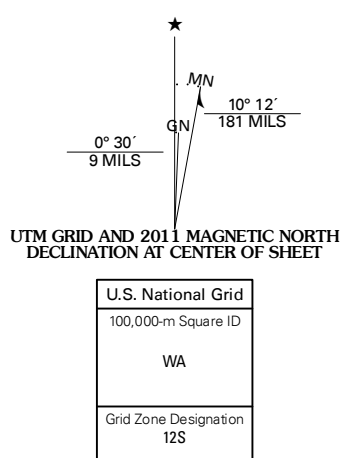 ★
MN
GN
10° 12´
181 MILS
0° 30´
9 MILS
UTM GRID AND 2011 MAGNETIC NORTH
DECLINATION AT CENTER OF SHEET
U.S. National Grid
100,000-m Square ID
WA
Grid Zone Designation
12S